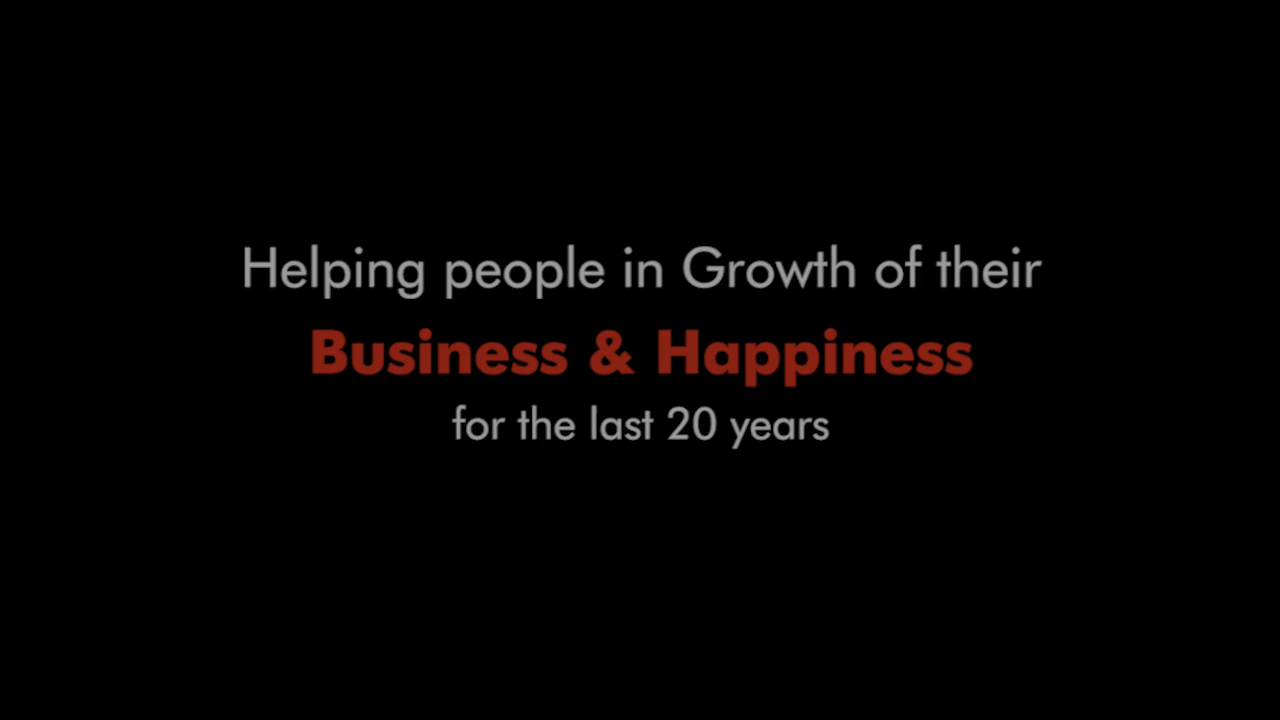 Helping people in Growth of their
Business & Happiness
for the last 20 years